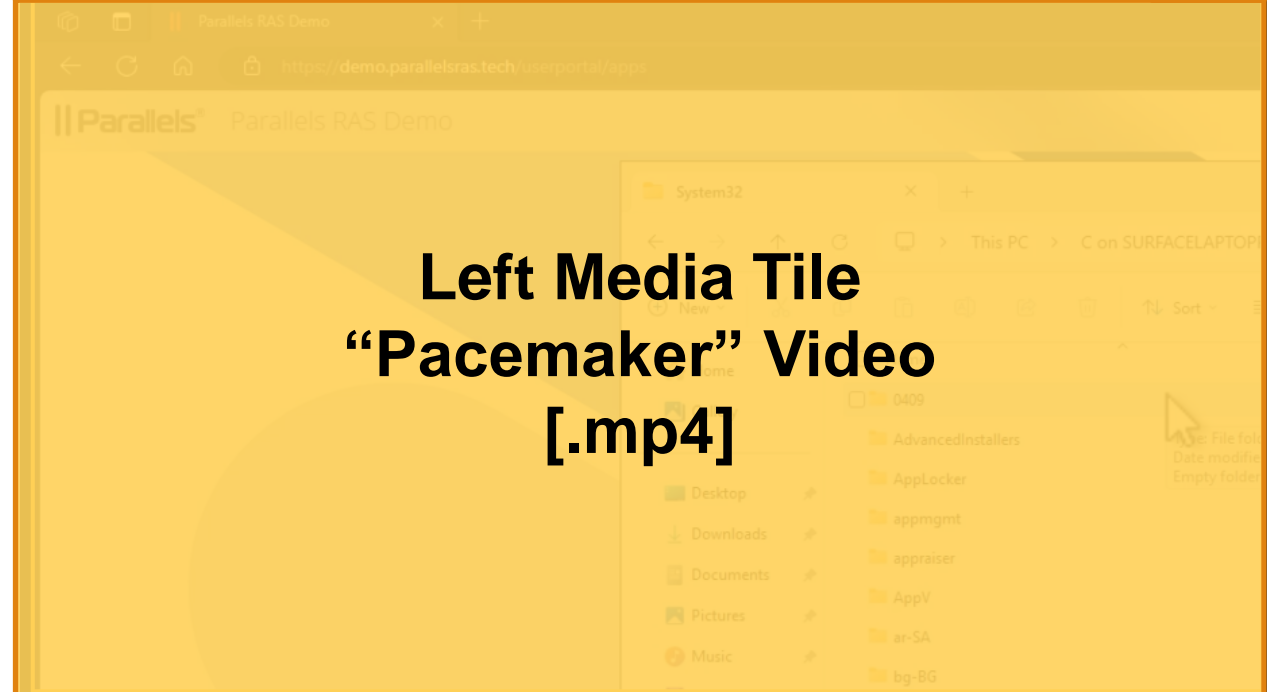 Parallels RAS Demo
https://demo.parallelsras.tech/userportal/apps
Parallels® Parallels RAS Demo
System32
This PC > C on SURFACELAPTOP
Left Media Tile
“Pacemaker” Video
[.mp4]
New
Sort
Home
0409
File
Date
Empty folder
AdvancedInstallers
AppLocker
Desktop
appmgmt
Downloads
appraiser
Documents
AppV
Pictures
ar-SA
Music
bg-BG